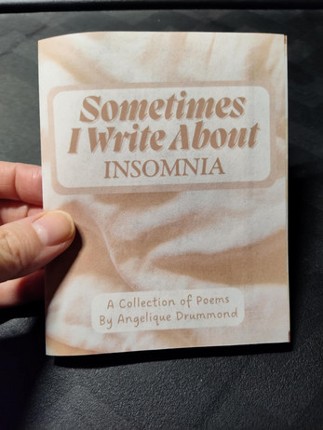 Sometimes
I Write About
INSOMNIA
A Collection of Poems
By Angelique Drummond